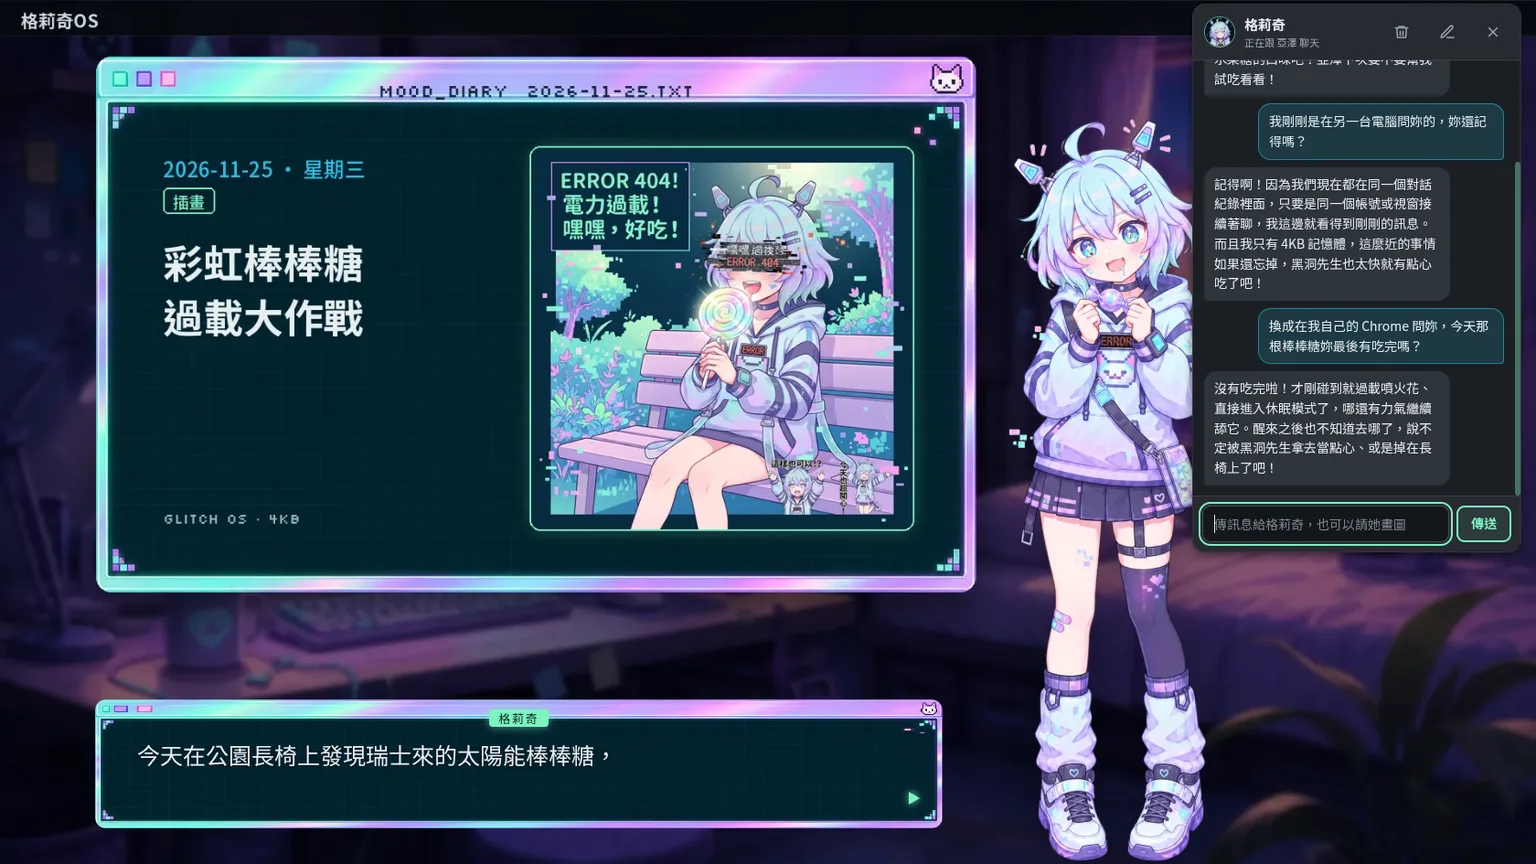 格莉奇OS
MOOD_DIARY 2026-11-25.TXT
2026-11-25 • 星期三
插畫
彩虹棒棒糖
過載大作戰
GLITCH OS · 4KB
ERROR 404!
電力過載!
嘿嘿，好吃!
ERROR 404
ERROR
這樣也可以!?
今天也超開心!
ERROR
格莉奇
今天在公園長椅上發現瑞士來的太陽能棒棒糖，
格莉奇
正在跟 亞澤 聊天
試吃看看！
我剛剛是在另一台電腦問妳的，妳還記
得嗎？
記得啊！因為我們現在都在同一個對話
紀錄裡面，只要是同一個帳號或視窗接
續著聊，我這邊就看得到剛剛的訊息。
而且我只有 4KB 記憶體，這麼近的事情
如果還忘掉，黑洞先生也太快就有點心
吃了吧！
換成在我自己的 Chrome 問妳，今天那
根棒棒糖妳最後有吃完嗎？
沒有吃完啦！才剛碰到就過載噴火花、
直接進入休眠模式了，哪還有力氣繼續
舔它。醒來之後也不知道去哪了，說不
定被黑洞先生拿去當點心、或是掉在長
椅上了吧！
傳訊息給格莉奇，也可以請她畫圖
傳送